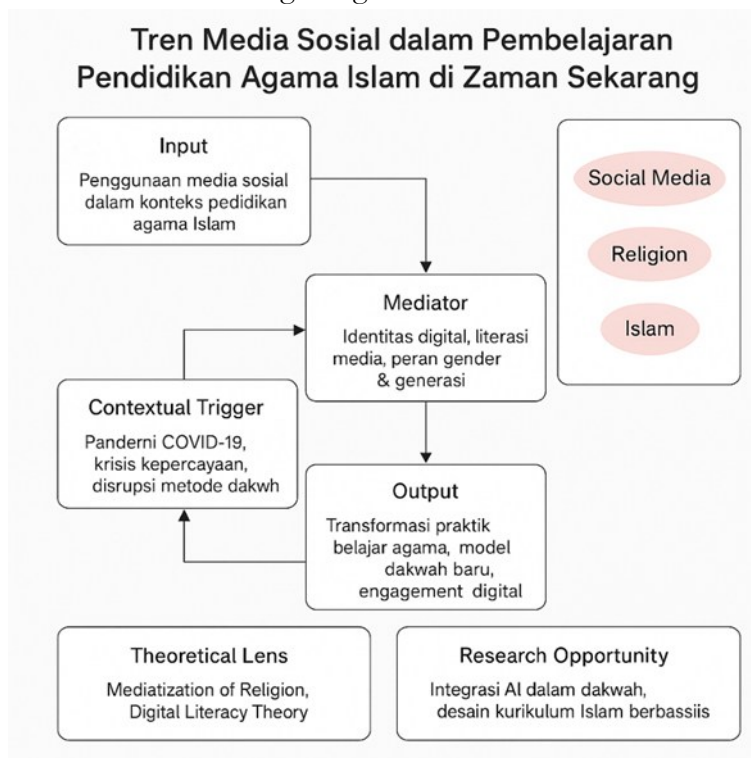 Tren Media Sosial dalam Pembelajaran
Pendidikan Agama Islam di Zaman Sekarang
Input
Penggunaan media sosial
dalam konteks pedidikan
agama Islam
Social Media
Religion
Islam
Mediator
Identitas digital, literasi
media, peran gender
& generasi
Contextual Trigger
Panderni COVID-19,
krisis kepercayaan,
disrupsi metode dakwh
Output
Transformasi praktik
belajar agama, model
dakwah baru,
engagement digital
Theoretical Lens
Mediatization of Religion,
Digital Literacy Theory
Research Opportunity
Integrasi AI dalam dakwah,
desain kurikulum Islam berbassiis